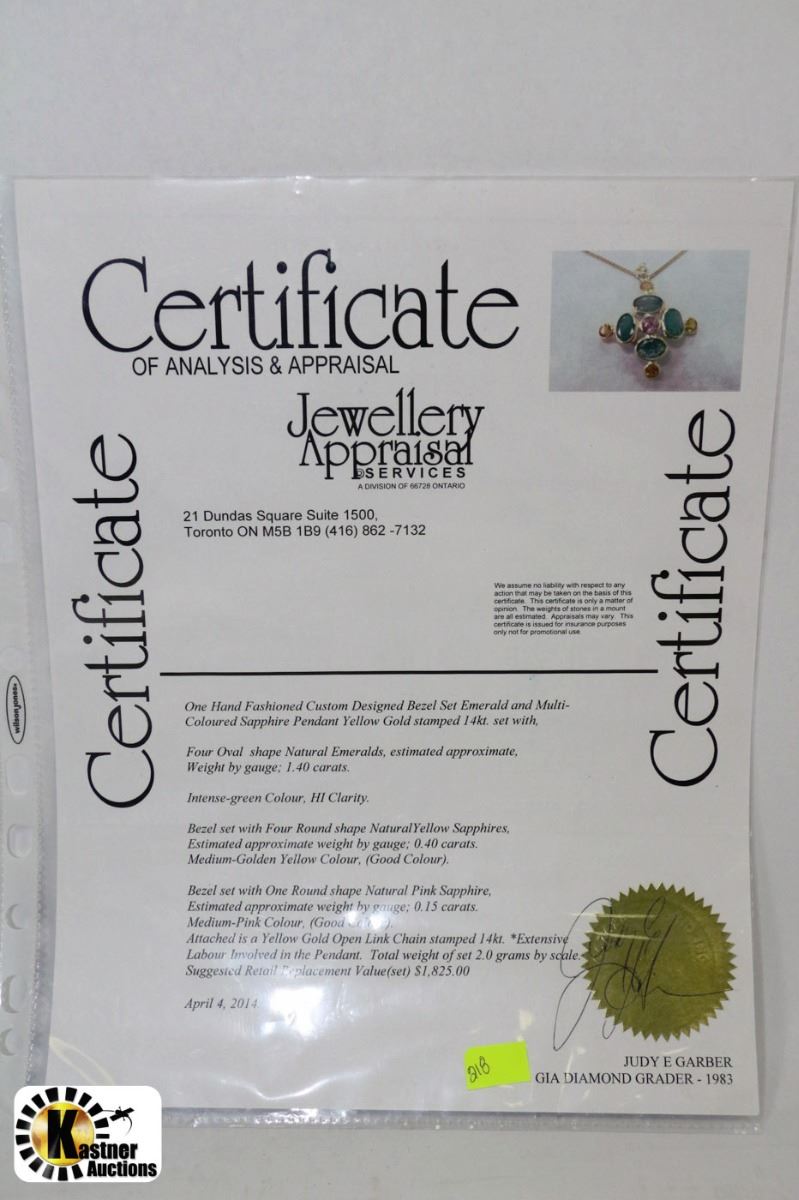 Certificate
OF ANALYSIS & APPRAISAL
Jewellery
Appraisal
SERVICES
A DIVISION OF 66728 ONTARIO
21 Dundas Square Suite 1500,
Toronto ON M5B 1B9 (416) 862 -7132
Certificate
Certificate
We assume no liability with respect to any
action that may be taken on the basis of this
certificate. This certificate is only a matter of
opinion. The weights of stones in a mount
are all estimated. Appraisals may vary. This
certificate is issued for insurance purposes
only not for promotional use.
wilson jones
One Hand Fashioned Custom Designed Bezel Set Emerald and Multi-
Coloured Sapphire Pendant Yellow Gold stamped 14kt. set with,
Four Oval shape Natural Emeralds, estimated approximate,
Weight by gauge; 1.40 carats.
Intense-green Colour, HI Clarity.
Bezel set with Four Round shape NaturalYellow Sapphires,
Estimated approximate weight by gauge; 0.40 carats.
Medium-Golden Yellow Colour, (Good Colour).
Bezel set with One Round shape Natural Pink Sapphire,
Estimated approximate weight by gauge; 0.15 carats.
Medium-Pink Colour, (Good Colour).
Attached is a Yellow Gold Open Link Chain stamped 14kt. *Extensive
Labour Involved in the Pendant. Total weight of set 2.0 grams by scale.
Suggested Retail Replacement Value(set) $1,825.00
April 4, 2014
JUDY E GARBER
GIA DIAMOND GRADER - 1983
218
Kastner
Auctions